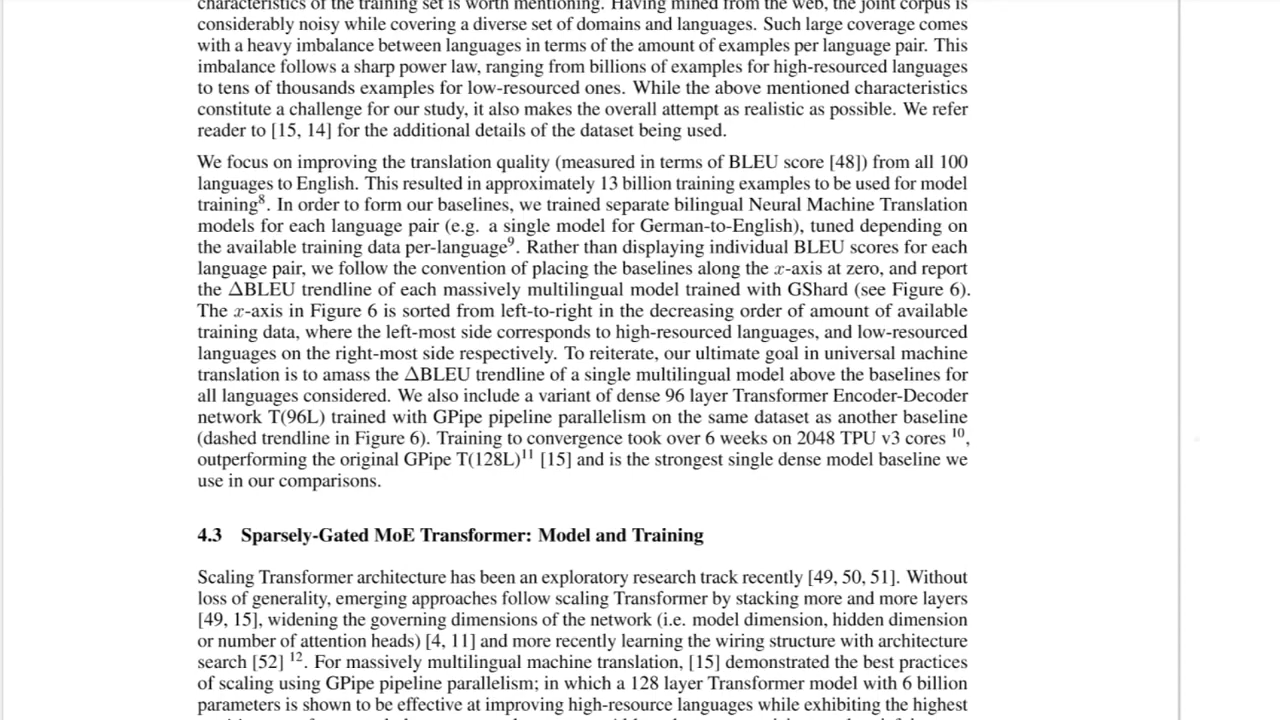 characteristics of the training set is worth mentioning. Having mined from the web, the joint corpus is
considerably noisy while covering a diverse set of domains and languages. Such large coverage comes
with a heavy imbalance between languages in terms of the amount of examples per language pair. This
imbalance follows a sharp power law, ranging from billions of examples for high-resourced languages
to tens of thousands examples for low-resourced ones. While the above mentioned characteristics
constitute a challenge for our study, it also makes the overall attempt as realistic as possible. We refer
reader to [15, 14] for the additional details of the dataset being used.
We focus on improving the translation quality (measured in terms of BLEU score [48]) from all 100
languages to English. This resulted in approximately 13 billion training examples to be used for model
training⁸. In order to form our baselines, we trained separate bilingual Neural Machine Translation
models for each language pair (e.g. a single model for German-to-English), tuned depending on
the available training data per-language⁹. Rather than displaying individual BLEU scores for each
language pair, we follow the convention of placing the baselines along the x-axis at zero, and report
the ΔBLEU trendline of each massively multilingual model trained with GShard (see Figure 6).
The x-axis in Figure 6 is sorted from left-to-right in the decreasing order of amount of available
training data, where the left-most side corresponds to high-resourced languages, and low-resourced
languages on the right-most side respectively. To reiterate, our ultimate goal in universal machine
translation is to amass the ΔBLEU trendline of a single multilingual model above the baselines for
all languages considered. We also include a variant of dense 96 layer Transformer Encoder-Decoder
network T(96L) trained with GPipe pipeline parallelism on the same dataset as another baseline
(dashed trendline in Figure 6). Training to convergence took over 6 weeks on 2048 TPU v3 cores ¹⁰,
outperforming the original GPipe T(128L)¹¹ [15] and is the strongest single dense model baseline we
use in our comparisons.
4.3 Sparsely-Gated MoE Transformer: Model and Training
Scaling Transformer architecture has been an exploratory research track recently [49, 50, 51]. Without
loss of generality, emerging approaches follow scaling Transformer by stacking more and more layers
[49, 15], widening the governing dimensions of the network (i.e. model dimension, hidden dimension
or number of attention heads) [4, 11] and more recently learning the wiring structure with architecture
search [52] ¹². For massively multilingual machine translation, [15] demonstrated the best practices
of scaling using GPipe pipeline parallelism; in which a 128 layer Transformer model with 6 billion
parameters is shown to be effective at improving high-resource languages while exhibiting the highest